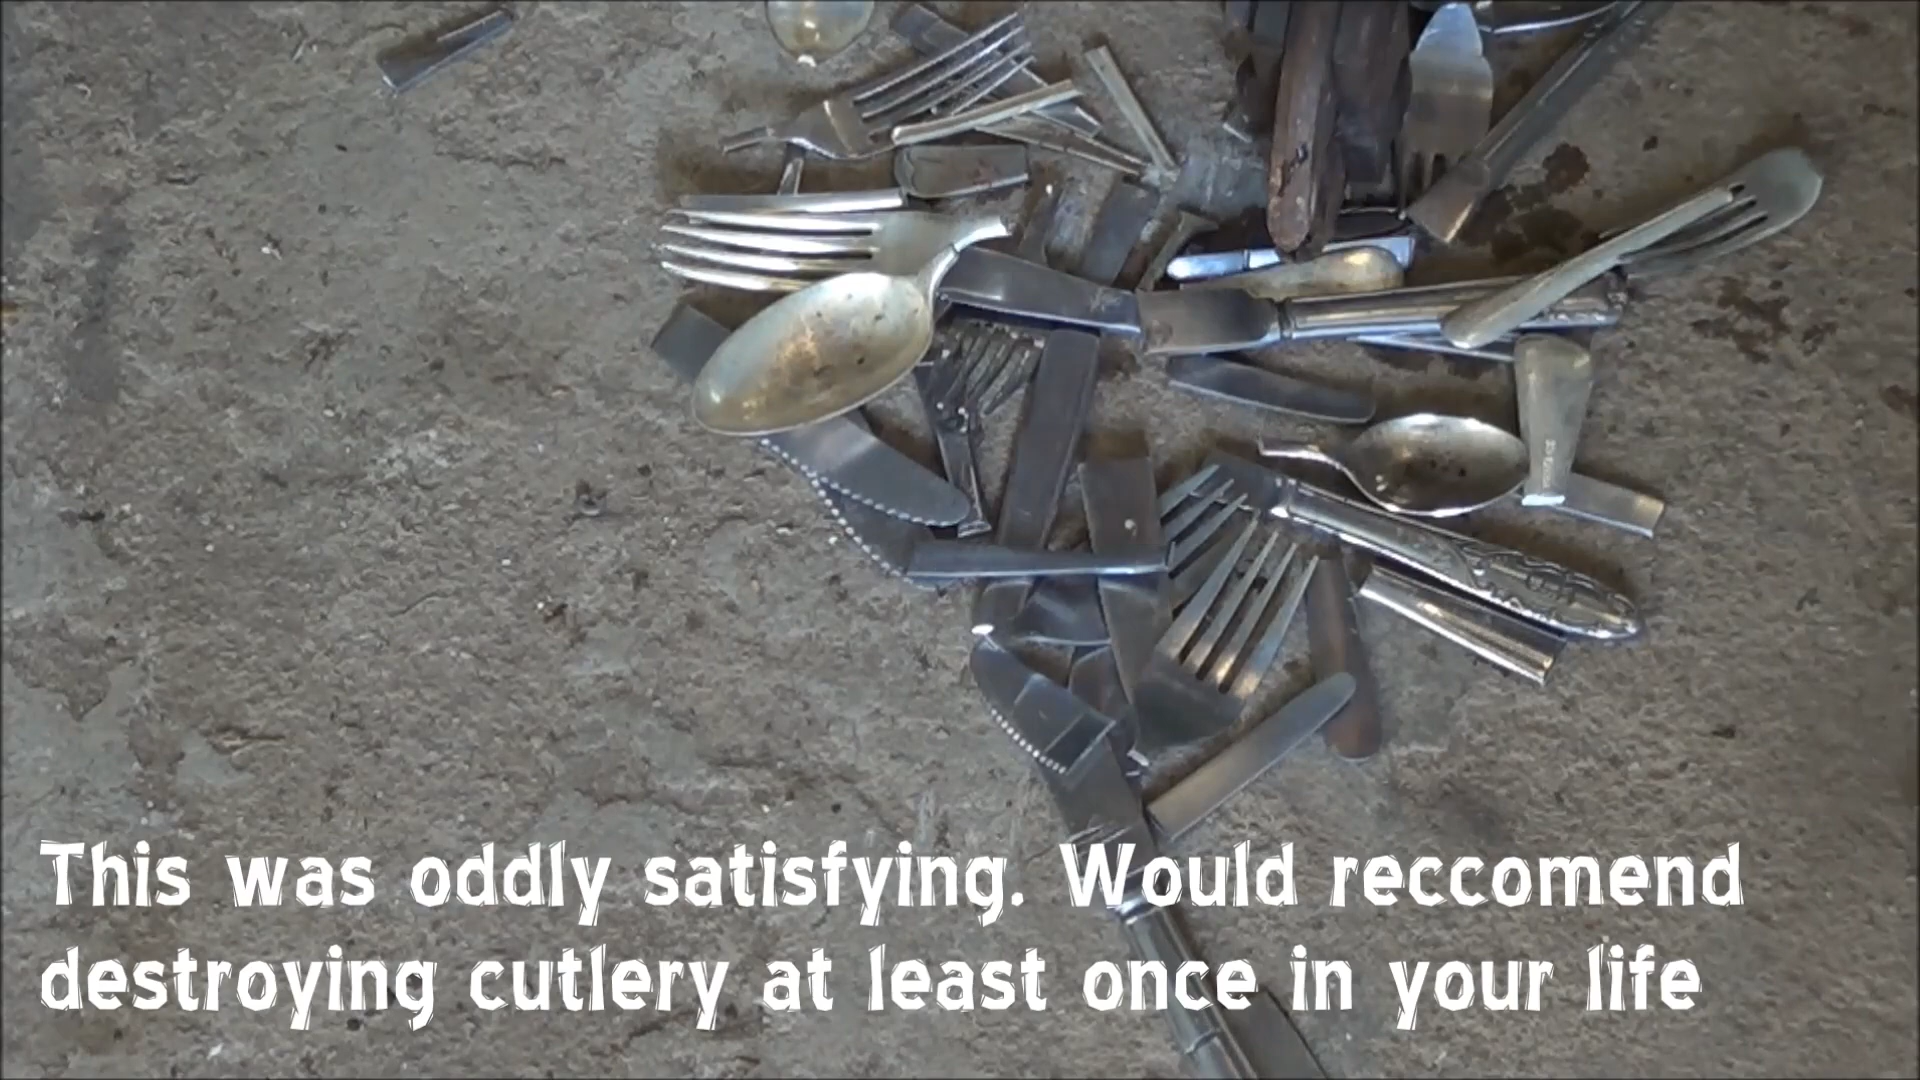 This was oddly satisfying. Would reccomend
destroying cutlery at least once in your life